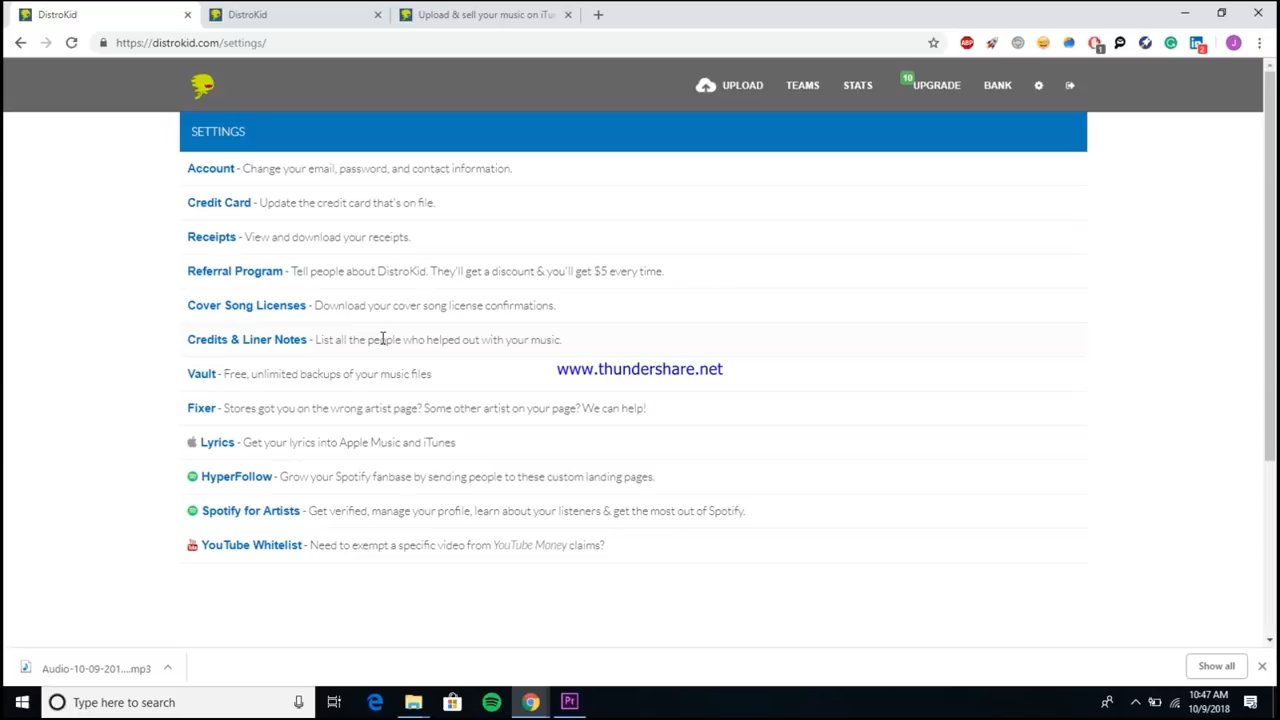 DistroKid
DistroKid
Upload & sell your music on iTu
https://distrokid.com/settings/
ABP
1
2
J
UPLOAD
TEAMS
STATS
10
UPGRADE
BANK
SETTINGS
Account - Change your email, password, and contact information.
Credit Card - Update the credit card that's on file.
Receipts - View and download your receipts.
Referral Program - Tell people about DistroKid. They'll get a discount & you'll get $5 every time.
Cover Song Licenses - Download your cover song license confirmations.
Credits & Liner Notes - List all the people who helped out with your music.
www.thundershare.net
Vault - Free, unlimited backups of your music files
Fixer - Stores got you on the wrong artist page? Some other artist on your page? We can help!
Lyrics - Get your lyrics into Apple Music and iTunes
HyperFollow - Grow your Spotify fanbase by sending people to these custom landing pages.
Spotify for Artists - Get verified, manage your profile, learn about your listeners & get the most out of Spotify.
YouTube Whitelist - Need to exempt a specific video from YouTube Money claims?
Audio-10-09-201....mp3
Show all
Type here to search
Pr
10:47 AM
10/9/2018